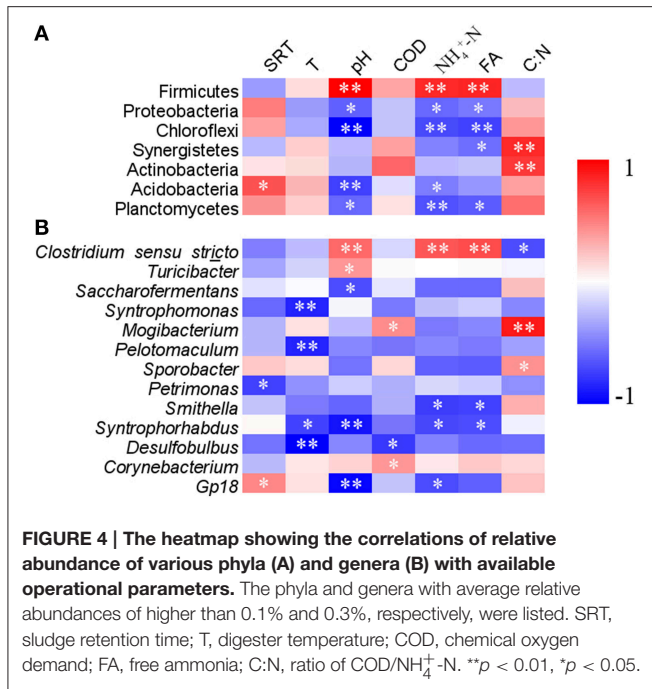 A
SRT T pH COD NH₄⁺-N FA C:N
Firmicutes ** ** **
Proteobacteria * * *
Chloroflexi ** ** **
Synergistetes * **
Actinobacteria **
Acidobacteria * ** *
Planctomycetes * ** *
1
-1
B
Clostridium sensu stricto ** ** ** *
Turicibacter *
Saccharofermentans *
Syntrophomonas **
Mogibacterium * **
Pelotomaculum **
Sporobacter *
Petrimonas *
Smithella * *
Syntrophorhabdus * ** * *
Desulfobulbus ** *
Corynebacterium *
Gp18 * ** *
FIGURE 4 | The heatmap showing the correlations of relative
abundance of various phyla (A) and genera (B) with available
operational parameters. The phyla and genera with average relative
abundances of higher than 0.1% and 0.3%, respectively, were listed. SRT,
sludge retention time; T, digester temperature; COD, chemical oxygen
demand; FA, free ammonia; C:N, ratio of COD/NH₄⁺-N. **p < 0.01, *p < 0.05.